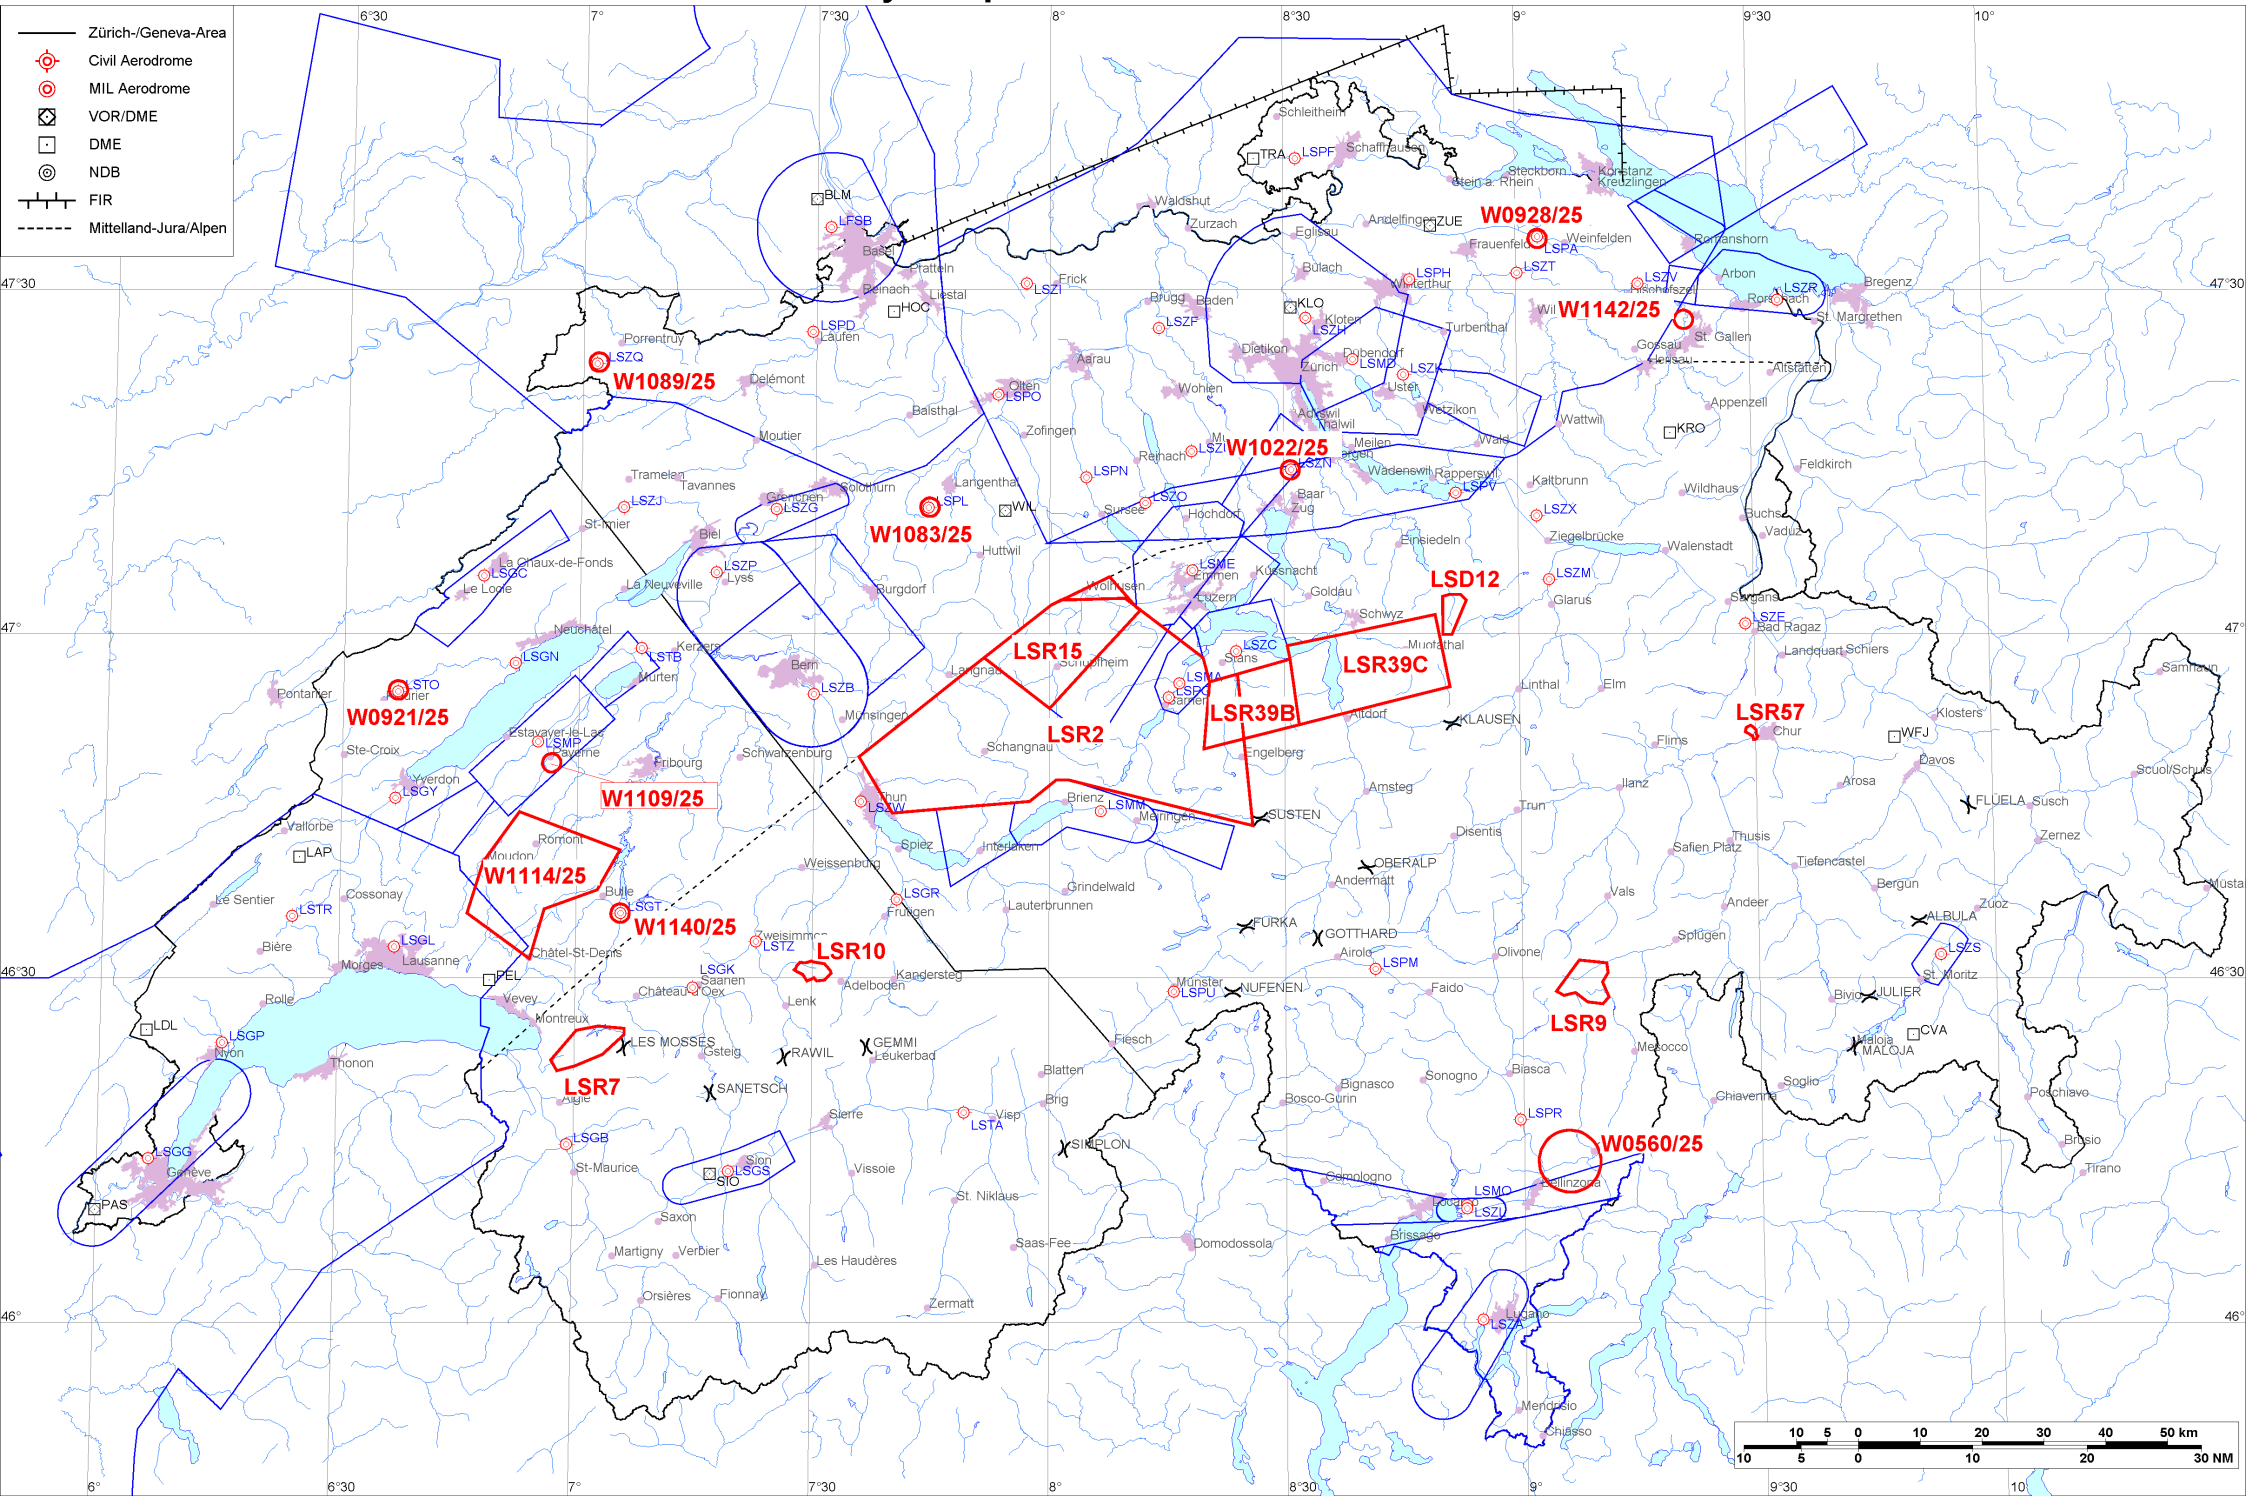 6°30
7°
7°30
8°
8°30
9°
9°30
10°
Zürich-/Geneva-Area
Civil Aerodrome
MIL Aerodrome
VOR/DME
DME
NDB
FIR
Mittelland-Jura/Alpen
Schleitheim
TRA
LSPF
Schaffhausen
Steckborn
Stein a. Rhein
Konstanz
Kreuzlingen
BLM
LFSB
Basel
Waldshut
Zurzach
Eglisau
Andelfingen
ZUE
W0928/25
LSPA
Frauenfeld
Weinfelden
Romanshorn
Pratteln
Reinach
Liestal
HOC
Frick
LSZI
Bülach
LSPH
Winterthur
LSZT
LSZV
Bischofszell
Arbon
LSZR
Rorschach
Bregenz
47°30
47°30
W1142/25
St. Margrethen
Brugg
Baden
KLO
Kloten
LSZH
LSZF
LSPD
Laufen
Porrentruy
LSZQ
W1089/25
Turbenthal
Wil
St. Gallen
Gossau
Herisau
Altstätten
Dietikon
Zürich
Dübendorf
LSMD
LSZK
Uster
Wetzikon
Aarau
Delémont
Olten
LSPO
Wohlen
Balsthal
Appenzell
Adliswil
Thalwil
Wattwil
KRO
Moutier
Zofingen
W1022/25
LSZN
Meilen
Wald
Tramelan
Tavannes
Reinach
LSPN
Wädenswil
Rapperswil
LSPV
Kaltbrunn
Wildhaus
Feldkirch
Langenthal
LSPL
W1083/25
WIL
Solothurn
Grenchen
LSZG
LSZJ
St-Imier
LSZO
Sursee
Hochdorf
Baar
Zug
LSZX
Buchs
Vaduz
Biel
Huttwil
Einsiedeln
Ziegelbrücke
Walenstadt
La Chaux-de-Fonds
LSGC
Le Locle
LSZP
Lyss
La Neuveville
Burgdorf
Wolhusen
LSME
Emmen
Luzern
Küssnacht
Goldau
LSD12
LSZM
Glarus
Sargans
LSZE
Bad Ragaz
Schwyz
Muotathal
47°
47°
Neuchâtel
LSGN
LSTB
Kerzers
Murten
Bern
LSZB
Langnau
LSR15
Schüpfheim
LSZC
Stans
LSMA
LSPG
Sarnen
LSR39C
LSR39B
LSR2
Landquart
Schiers
Samnaun
Pontarlier
LSTO
W0921/25
Münsingen
Altdorf
KLAUSEN
Linthal
Elm
LSR57
Chur
Klosters
WFJ
Davos
Ste-Croix
Estavayer-le-Lac
LSMP
Payerne
Fribourg
Schwarzenburg
Schangnau
Engelberg
Flims
Yverdon
LSGY
W1109/25
Thun
LSZW
Brienz
LSMM
Meiringen
SUSTEN
Amsteg
Trun
Ilanz
Arosa
FLÜELA
Susch
Scuol/Schuls
Vallorbe
LAP
Romont
Moudon
W1114/25
Spiez
Interlaken
Disentis
Thusis
Safien Platz
Tiefencastel
Zernez
Weissenburg
OBERALP
Andermatt
Bergün
Le Sentier
Cossonay
LSTR
Bulle
LSGT
W1140/25
LSGR
Frutigen
Grindelwald
Lauterbrunnen
FURKA
GOTTHARD
Vals
Andeer
ALBULA
Zuoz
Bière
LSGL
Lausanne
Morges
Châtel-St-Denis
LSTZ
LSR10
Airolo
Olivone
Splügen
LSZS
St. Moritz
46°30
46°30
PEL
LSGK
Saanen
Château-d'Oex
Adelboden
Kandersteg
LSPM
Münster
LSPU
NUFENEN
Faido
Rolle
Vevey
Montreux
Lenk
LSR9
Bivio
JULIER
LDL
LSGP
Nyon
Thonon
LES MOSSES
Gsteig
RAWIL
GEMMI
Leukerbad
Fiesch
Mesocco
Maloja
MALOJA
CVA
LSR7
Aigle
SANETSCH
Blatten
Brig
Bignasco
Sonogno
Biasca
Bosco-Gurin
Soglio
Chiavenna
Poschiavo
Sierre
LSTA
Visp
LSPR
LSGB
SIMPLON
W0560/25
Brusio
Tirano
LSGG
Genève
St-Maurice
Sion
LSGS
SIO
Vissoie
St. Niklaus
Comologno
LSMO
LSZL
Locarno
Bellinzona
PAS
Saxon
Martigny
Verbier
Les Haudères
Saas-Fee
Domodossola
Brissago
Orsières
Fionnay
Zermatt
46°
46°
Lugano
LSZA
Mendrisio
Chiasso
10 5 0 10 20 30 40 50 km
10 5 0 10 20 30 NM
6°
6°30
7°
7°30
8°
8°30
9°
9°30
10